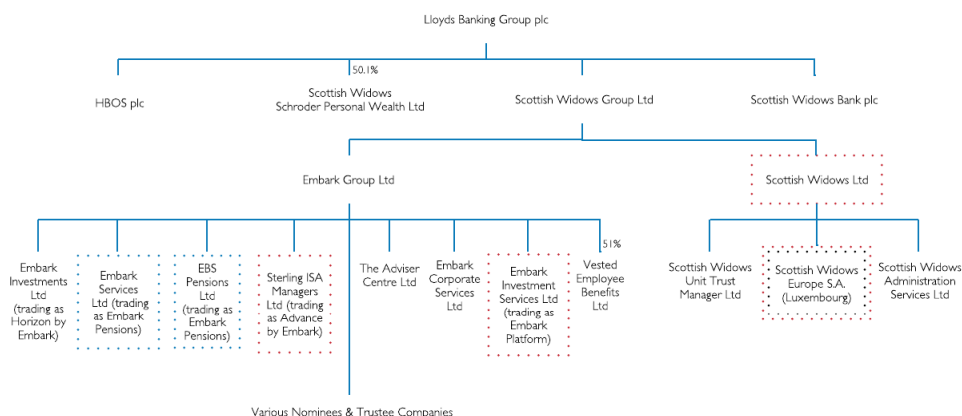 Lloyds Banking Group plc
50.1%
HBOS plc
Scottish Widows
Schroder Personal Wealth Ltd
Scottish Widows Group Ltd
Scottish Widows Bank plc
Embark Group Ltd
Scottish Widows Ltd
Embark
Investments
Ltd
(trading as
Horizon by
Embark)
Embark
Services
Ltd (trading
as Embark
Pensions)
EBS
Pensions
Ltd
(trading as
Embark
Pensions)
Sterling ISA
Managers
Ltd (trading
as Advance
by Embark)
The Adviser
Centre Ltd
Embark
Corporate
Services
Ltd
Embark
Investment
Services Ltd
(trading as
Embark
Platform)
51%
Vested
Employee
Benefits
Ltd
Scottish Widows
Unit Trust
Manager Ltd
Scottish Widows
Europe S.A.
(Luxembourg)
Scottish Widows
Administration
Services Ltd
Various Nominees & Trustee Companies